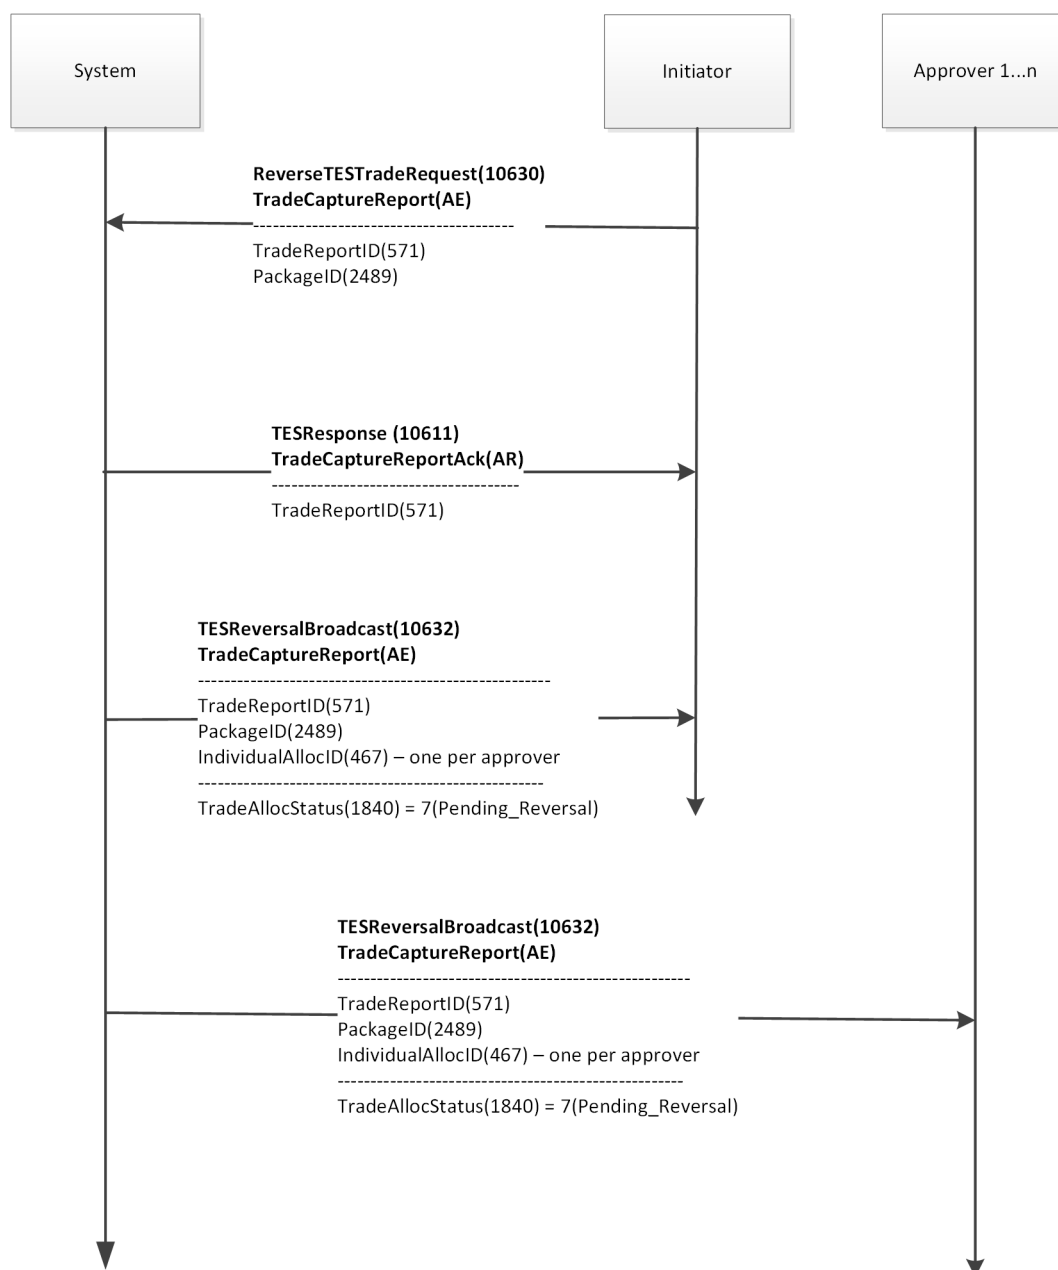 System
Initiator
Approver 1...n
ReverseTESTradeRequest(10630)
TradeCaptureReport(AE)
----------------------------------------
TradeReportID(571)
PackageID(2489)
TESResponse (10611)
TradeCaptureReportAck(AR)
--------------------------------------
TradeReportID(571)
TESReversalBroadcast(10632)
TradeCaptureReport(AE)
------------------------------------------------------
TradeReportID(571)
PackageID(2489)
IndividualAllocID(467) – one per approver
-----------------------------------------------------
TradeAllocStatus(1840) = 7(Pending_Reversal)
TESReversalBroadcast(10632)
TradeCaptureReport(AE)
------------------------------------------------------
TradeReportID(571)
PackageID(2489)
IndividualAllocID(467) – one per approver
-----------------------------------------------------
TradeAllocStatus(1840) = 7(Pending_Reversal)